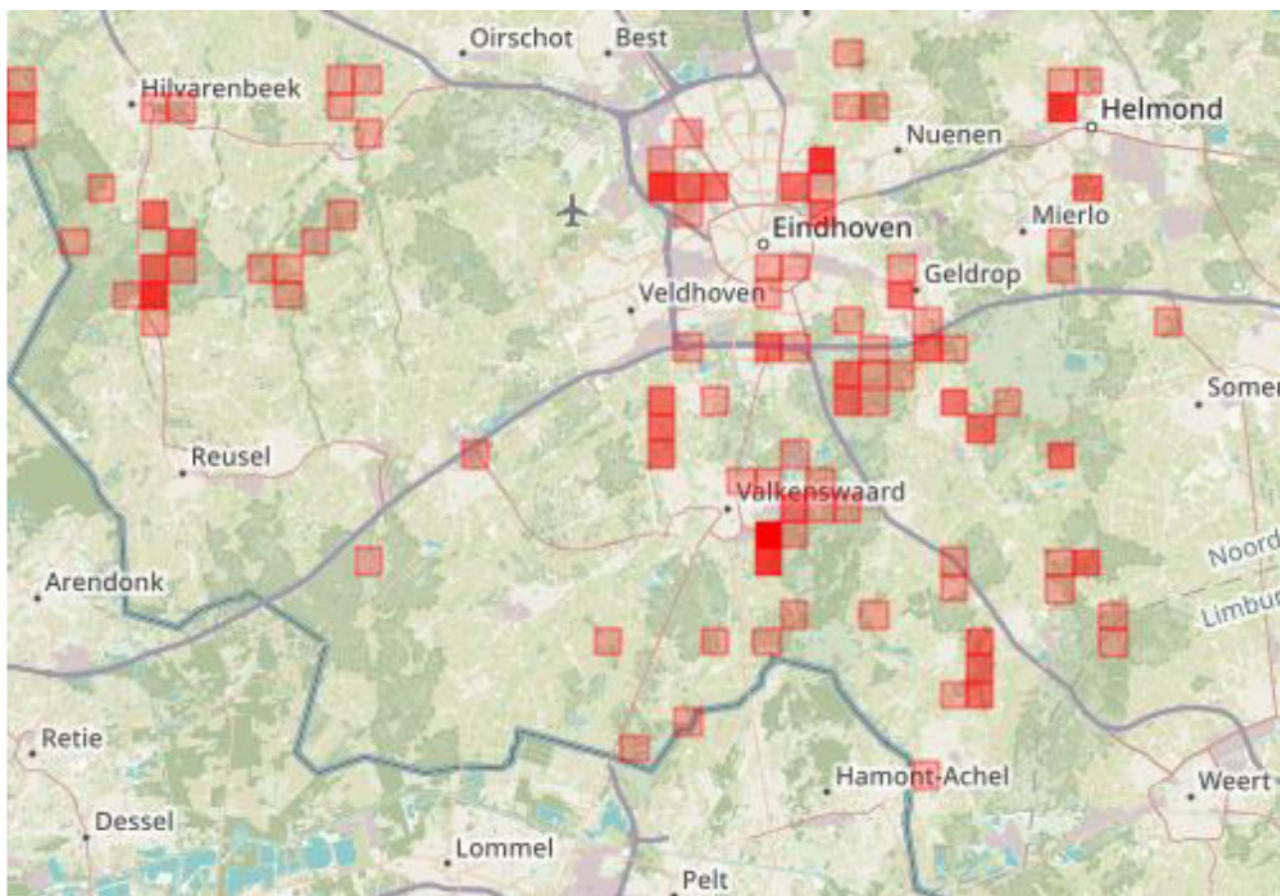 Oirschot
Best
Hilvarenbeek
Helmond
Nuenen
Mierlo
Eindhoven
Geldrop
Veldhoven
Somer
Reusel
Valkenswaard
Noord
Arendonk
Limbur
Retie
Hamont-Achel
Weert
Dessel
Lommel
Pelt